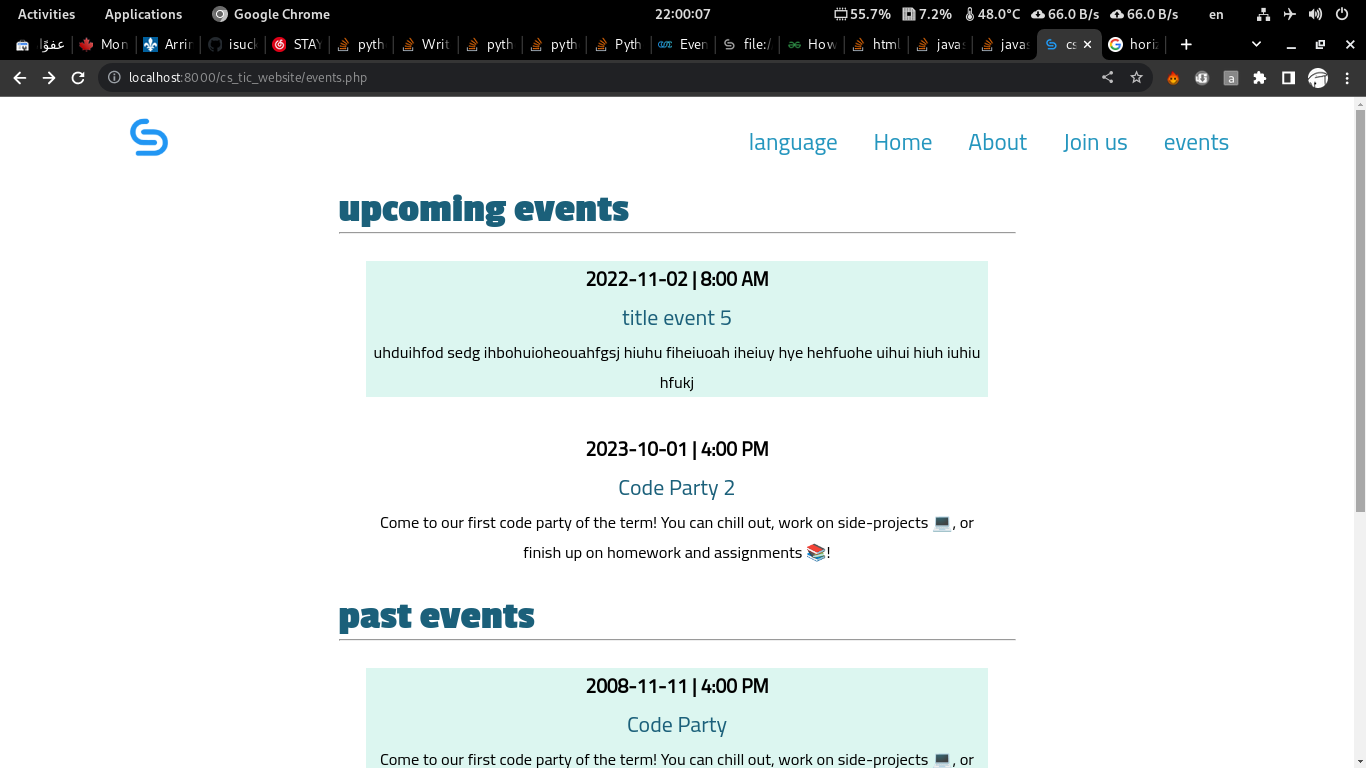 Activities Applications Google Chrome 22:00:07 55.7% 7.2% 48.0°C 66.0 B/s 66.0 B/s en
عفوًا Mon Arrir isuck STAY pyth Writ pyth pyth Pyth Even file:/ How html javas javas cs horiz
localhost:8000/cs_tic_website/events.php
language Home About Join us events
upcoming events
2022-11-02 | 8:00 AM
title event 5
uhduihfod sedg ihbohuioheouahfgsj hiuhu fiheiuoah iheiuy hye hehfuohe uihui hiuh iuhiu
hfukj
2023-10-01 | 4:00 PM
Code Party 2
Come to our first code party of the term! You can chill out, work on side-projects 💻, or
finish up on homework and assignments 📚!
past events
2008-11-11 | 4:00 PM
Code Party
Come to our first code party of the term! You can chill out, work on side-projects 💻, or